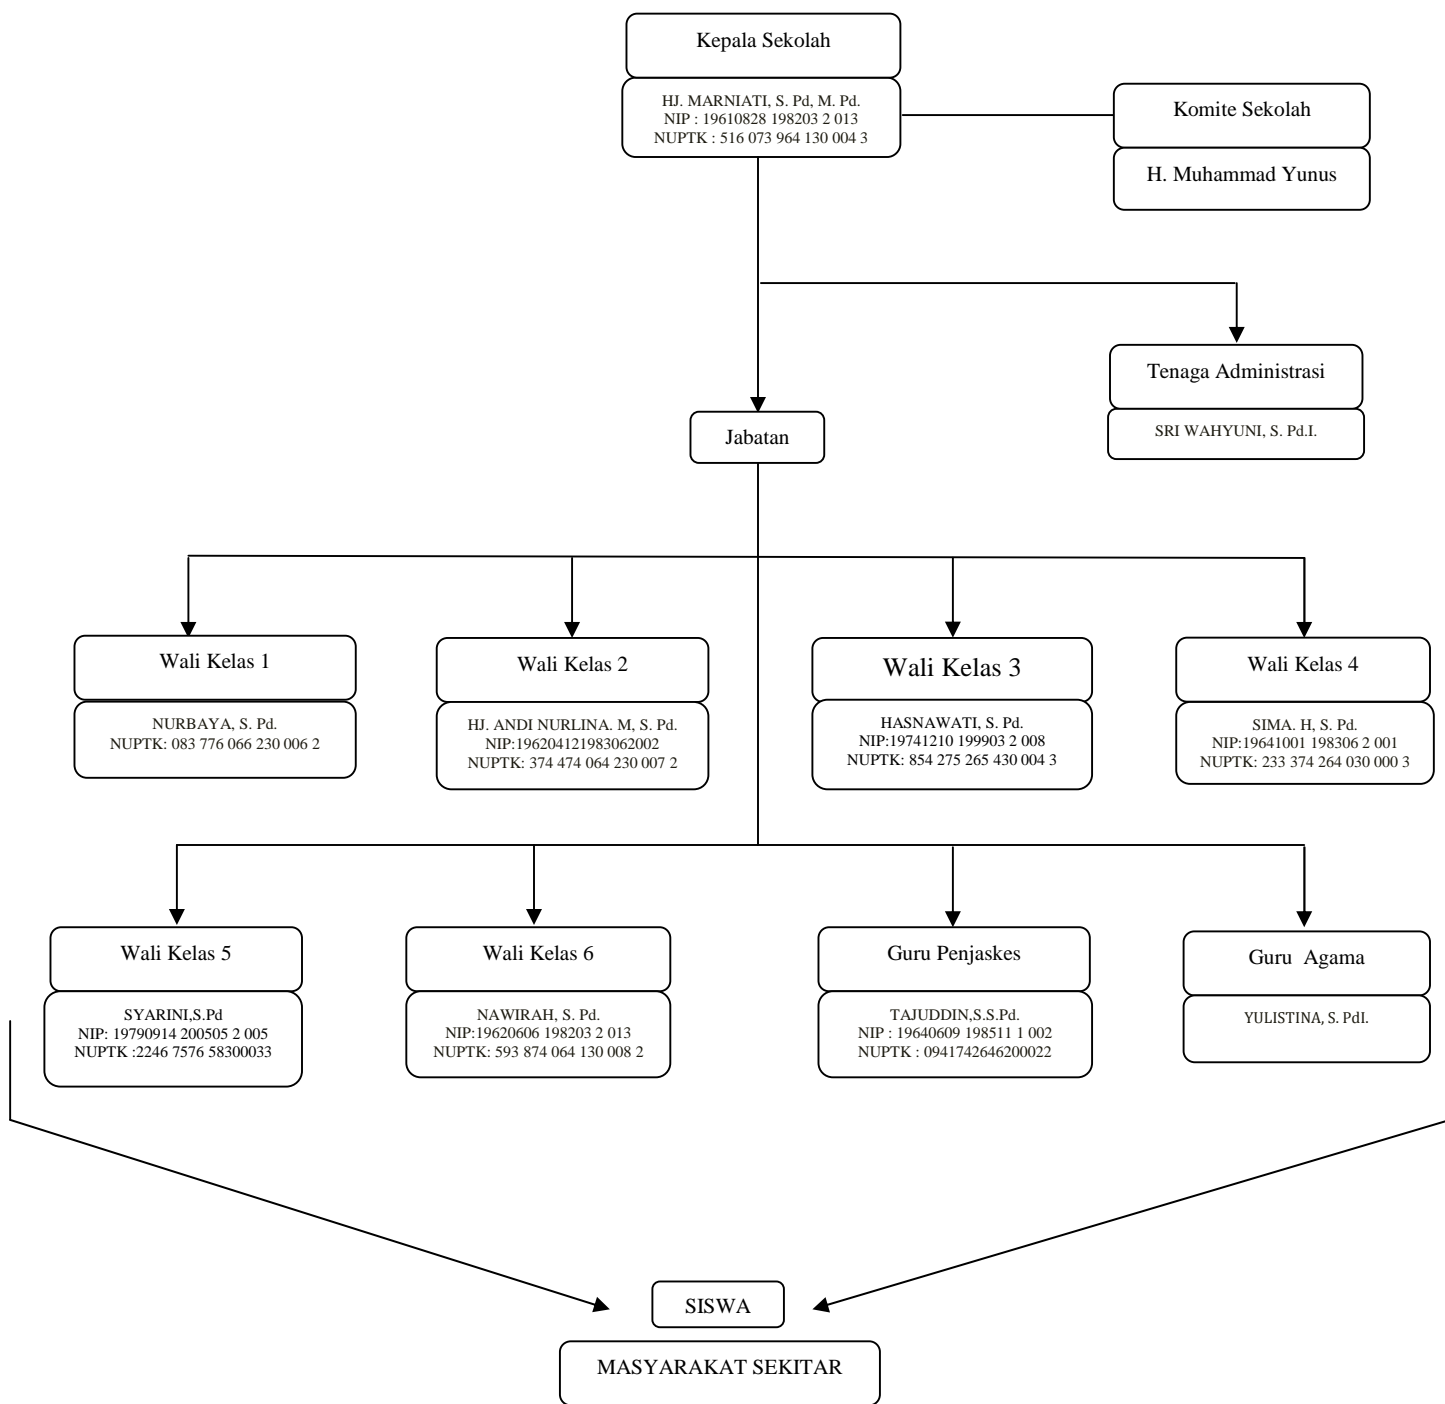 Kepala Sekolah
HJ. MARNIATI, S. Pd, M. Pd.
NIP : 19610828 198203 2 013
NUPTK : 516 073 964 130 004 3
Komite Sekolah
H. Muhammad Yunus
Tenaga Administrasi
SRI WAHYUNI, S. Pd.I.
Jabatan
Wali Kelas 1
NURBAYA, S. Pd.
NUPTK: 083 776 066 230 006 2
Wali Kelas 2
HJ. ANDI NURLINA. M, S. Pd.
NIP:196204121983062002
NUPTK: 374 474 064 230 007 2
Wali Kelas 3
HASNAWATI, S. Pd.
NIP:19741210 199903 2 008
NUPTK: 854 275 265 430 004 3
Wali Kelas 4
SIMA. H, S. Pd.
NIP:19641001 198306 2 001
NUPTK: 233 374 264 030 000 3
Wali Kelas 5
SYARINI,S.Pd
NIP: 19790914 200505 2 005
NUPTK :2246 7576 58300033
Wali Kelas 6
NAWIRAH, S. Pd.
NIP:19620606 198203 2 013
NUPTK: 593 874 064 130 008 2
Guru Penjaskes
TAJUDDIN,S.S.Pd.
NIP : 19640609 198511 1 002
NUPTK : 0941742646200022
Guru  Agama
YULISTINA, S. PdI.
SISWA
MASYARAKAT SEKITAR